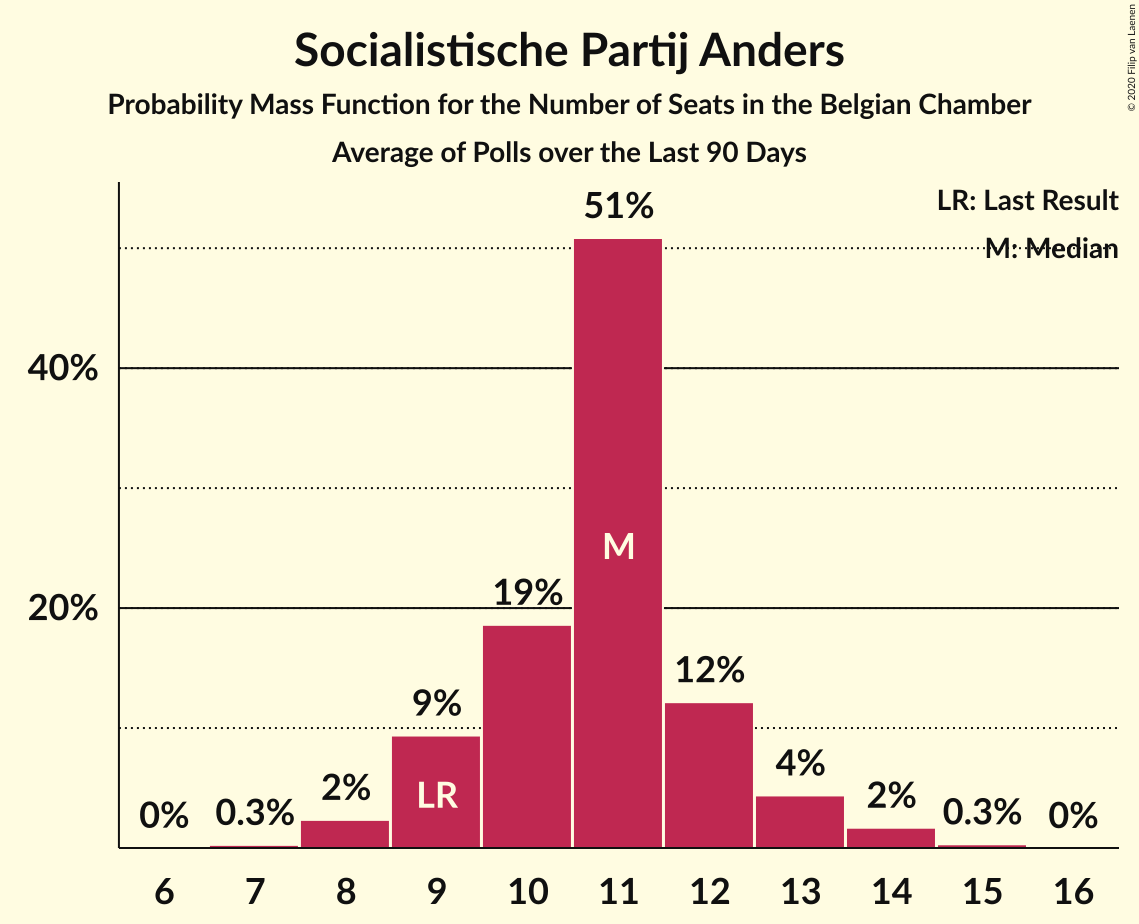 Socialistische Partij Anders
Probability Mass Function for the Number of Seats in the Belgian Chamber
Average of Polls over the Last 90 Days
© 2020 Filip van Laenen
LR: Last Result
M: Median
51%
40%
M
19%
20%
12%
9%
4%
2%
LR
2%
0%
0.3%
0.3%
0%
6 7 8 9 10 11 12 13 14 15 16